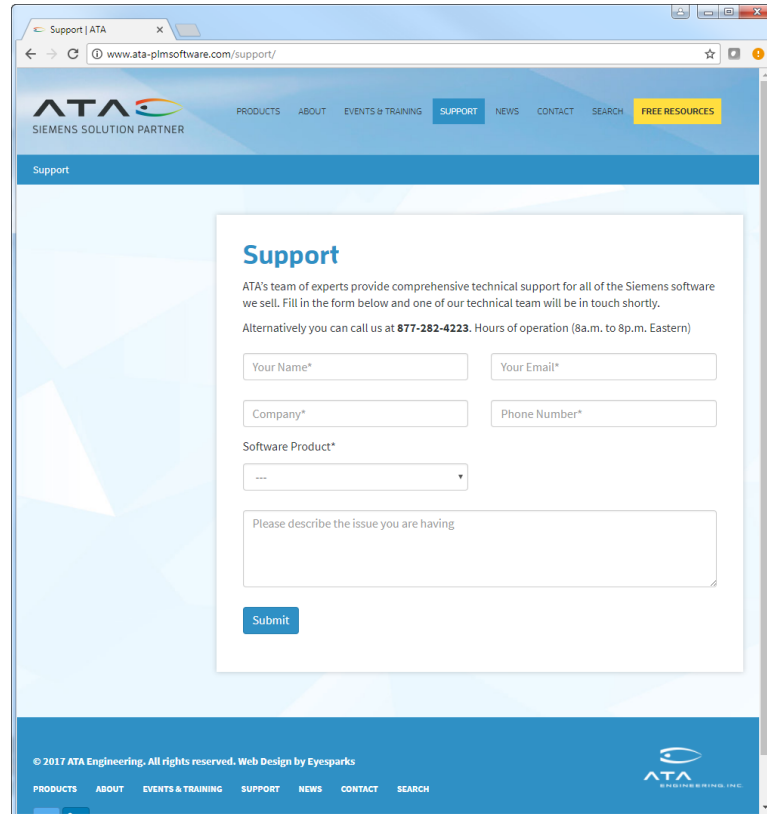 Support | ATA
www.ata-plmsoftware.com/support/
ATA
SIEMENS SOLUTION PARTNER
PRODUCTS ABOUT EVENTS & TRAINING SUPPORT NEWS CONTACT SEARCH FREE RESOURCES
Support
Support
ATA's team of experts provide comprehensive technical support for all of the Siemens software
we sell. Fill in the form below and one of our technical team will be in touch shortly.
Alternatively you can call us at 877-282-4223. Hours of operation (8a.m. to 8p.m. Eastern)
Your Name* Your Email*
Company* Phone Number*
Software Product*
---
Please describe the issue you are having
Submit
© 2017 ATA Engineering. All rights reserved. Web Design by Eyesparks
PRODUCTS ABOUT EVENTS & TRAINING SUPPORT NEWS CONTACT SEARCH
ATA
ENGINEERING, INC